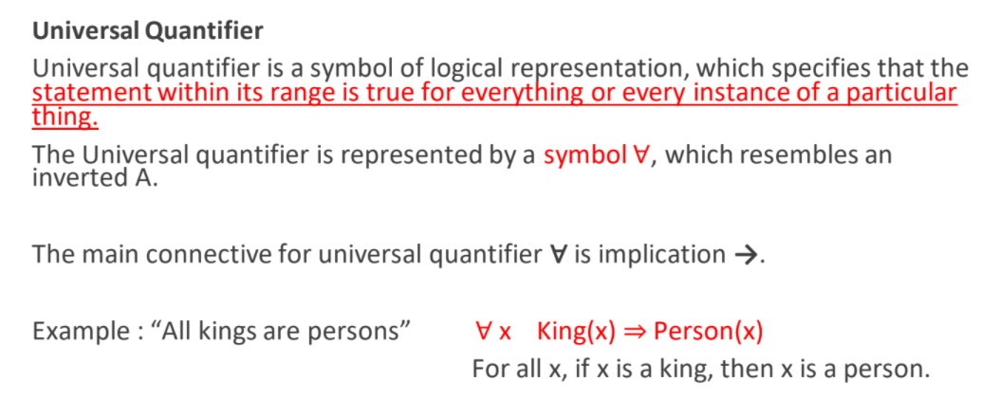 Universal Quantifier
Universal quantifier is a symbol of logical representation, which specifies that the
statement within its range is true for everything or every instance of a particular
thing.
The Universal quantifier is represented by a symbol ∀, which resembles an
inverted A.
The main connective for universal quantifier ∀ is implication →.
Example : “All kings are persons” ∀ x King(x) ⇒ Person(x)
For all x, if x is a king, then x is a person.